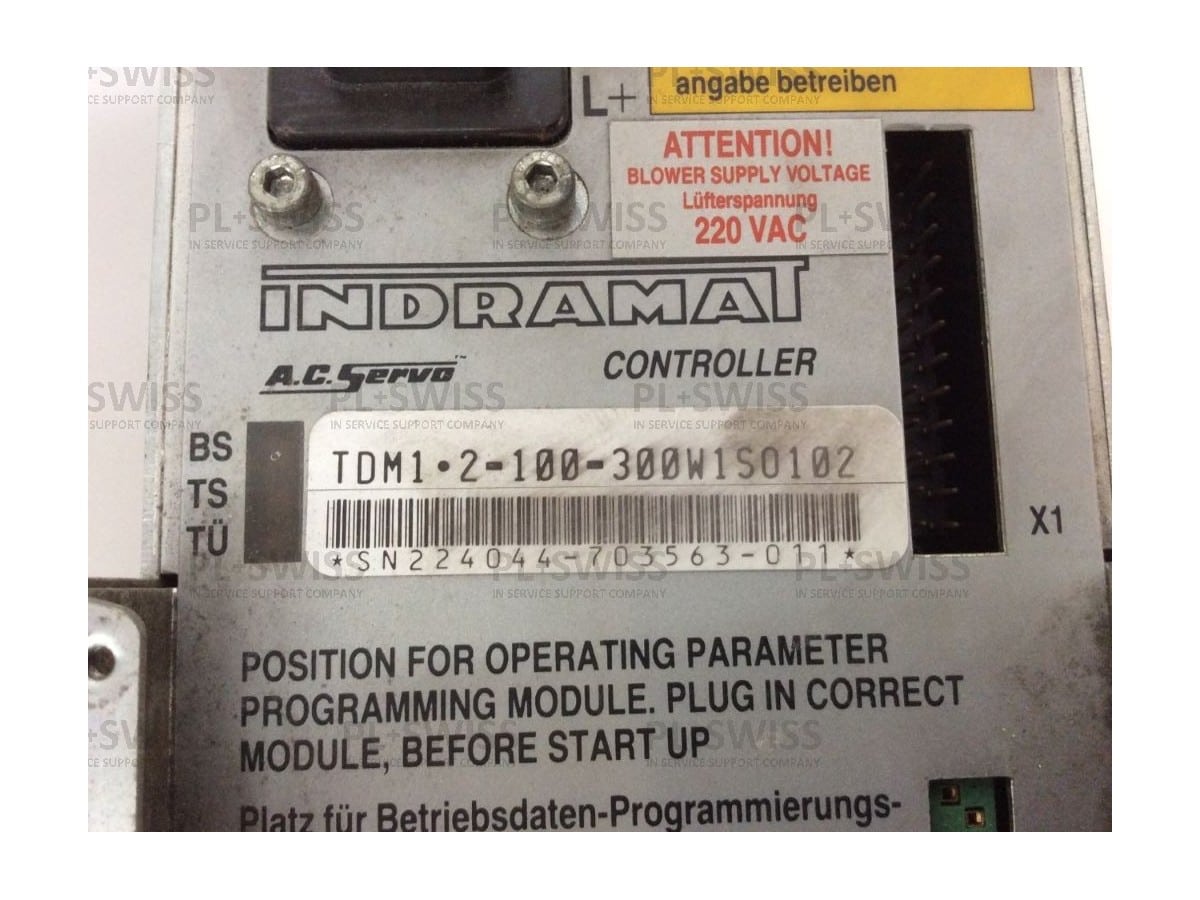 L+
angabe betreiben
ATTENTION!
BLOWER SUPPLY VOLTAGE
Lüfterspannung
220 VAC
INDRAMAT
A.C. Servo™
CONTROLLER
BS
TS
TÜ
TDM1•2-100-300W1S0102
*SN224044-703563-011*
X1
POSITION FOR OPERATING PARAMETER
PROGRAMMING MODULE. PLUG IN CORRECT
MODULE, BEFORE START UP
Platz für Betriebsdaten-Programmierungs-
PL+SWISS
IN SERVICE SUPPORT COMPANY